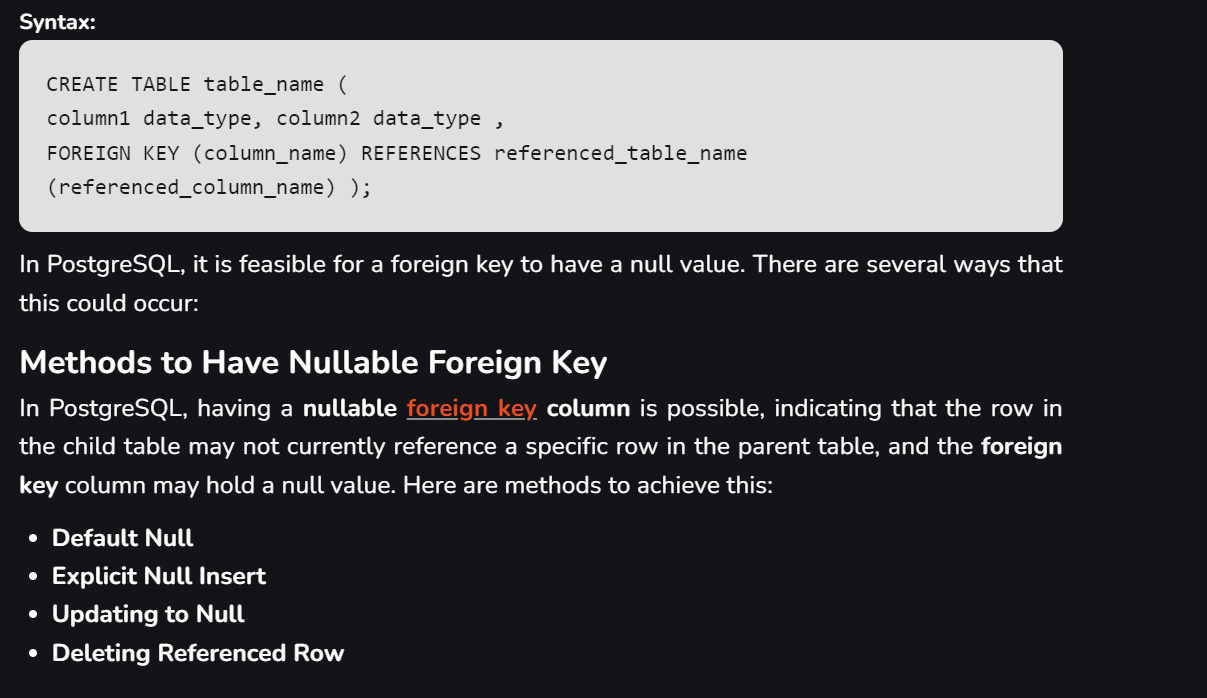 Syntax:
CREATE TABLE table_name (
column1 data_type, column2 data_type ,
FOREIGN KEY (column_name) REFERENCES referenced_table_name
(referenced_column_name) );
In PostgreSQL, it is feasible for a foreign key to have a null value. There are several ways that
this could occur:
Methods to Have Nullable Foreign Key
In PostgreSQL, having a nullable foreign key column is possible, indicating that the row in
the child table may not currently reference a specific row in the parent table, and the foreign
key column may hold a null value. Here are methods to achieve this:
• Default Null
• Explicit Null Insert
• Updating to Null
• Deleting Referenced Row